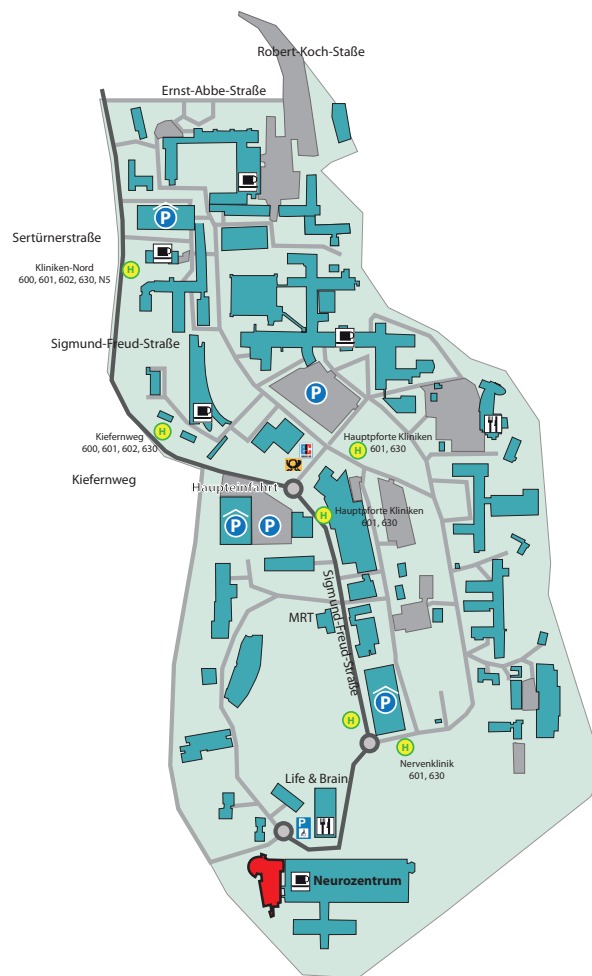 Robert-Koch-Staße
Ernst-Abbe-Straße
P
Sertürnerstraße
Kliniken-Nord
600, 601, 602, 630, N5
H
Sigmund-Freud-Straße
P
Kiefernweg
600, 601, 602, 630
H
Hauptpforte Kliniken
601, 630
H
Kiefernweg
Haupteinfahrt
Hauptpforte Kliniken
601, 630
H
P
P
MRT
Sigmund-Freud-Straße
P
H
H
Nervenklinik
601, 630
Life & Brain
P
Neurozentrum